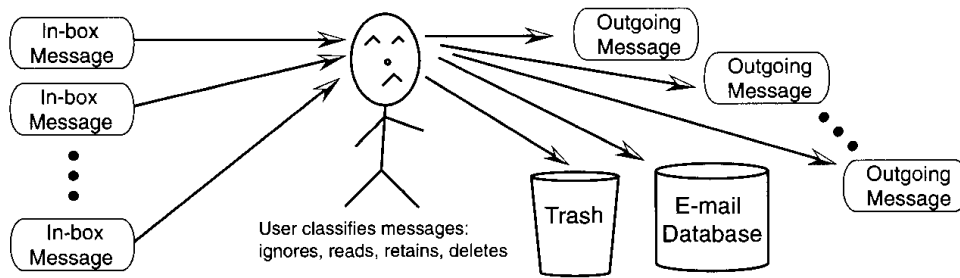 In-box
Message
In-box
Message
In-box
Message
User classifies messages:
ignores, reads, retains, deletes
Outgoing
Message
Outgoing
Message
Outgoing
Message
Trash
E-mail
Database